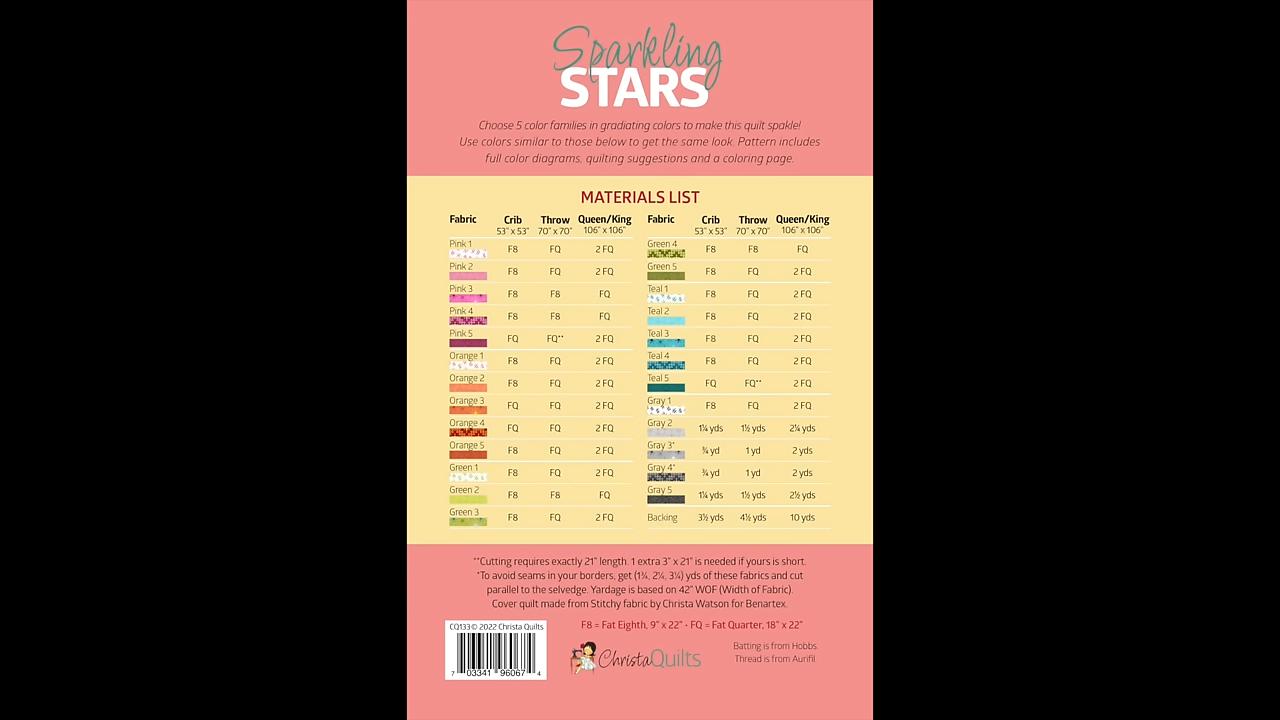 Sparkling
STARS
Choose 5 color families in gradiating colors to make this quilt spakle!
Use colors similar to those below to get the same look. Pattern includes
full color diagrams, quilting suggestions and a coloring page.
MATERIALS LIST
Fabric Crib Throw Queen/King
53" x 53" 70" x 70" 106" x 106"
Pink 1 F8 FQ 2 FQ
Pink 2 F8 FQ 2 FQ
Pink 3 F8 F8 FQ
Pink 4 F8 F8 FQ
Pink 5 FQ FQ** 2 FQ
Orange 1 F8 FQ 2 FQ
Orange 2 F8 FQ 2 FQ
Orange 3 FQ FQ 2 FQ
Orange 4 FQ FQ 2 FQ
Orange 5 F8 FQ 2 FQ
Green 1 F8 FQ 2 FQ
Green 2 F8 F8 FQ
Green 3 F8 FQ 2 FQ
Fabric Crib Throw Queen/King
53" x 53" 70" x 70" 106" x 106"
Green 4 F8 F8 FQ
Green 5 F8 FQ 2 FQ
Teal 1 F8 FQ 2 FQ
Teal 2 F8 FQ 2 FQ
Teal 3 F8 FQ 2 FQ
Teal 4 F8 FQ 2 FQ
Teal 5 FQ FQ** 2 FQ
Gray 1 F8 FQ 2 FQ
Gray 2 1¼ yds 1½ yds 2¼ yds
Gray 3* ¾ yd 1 yd 2 yds
Gray 4* ¾ yd 1 yd 2 yds
Gray 5 1¼ yds 1½ yds 2½ yds
Backing 3½ yds 4½ yds 10 yds
**Cutting requires exactly 21" length. 1 extra 3" x 21" is needed if yours is short.
*To avoid seams in your borders, get (1¾, 2¼, 3¼) yds of these fabrics and cut
parallel to the selvedge. Yardage is based on 42" WOF (Width of Fabric).
Cover quilt made from Stitchy fabric by Christa Watson for Benartex.
F8 = Fat Eighth, 9" x 22" • FQ = Fat Quarter, 18" x 22"
CQ133 © 2022 Christa Quilts
7 03341 96067 4
ChristaQuilts
Batting is from Hobbs.
Thread is from Aurifil.